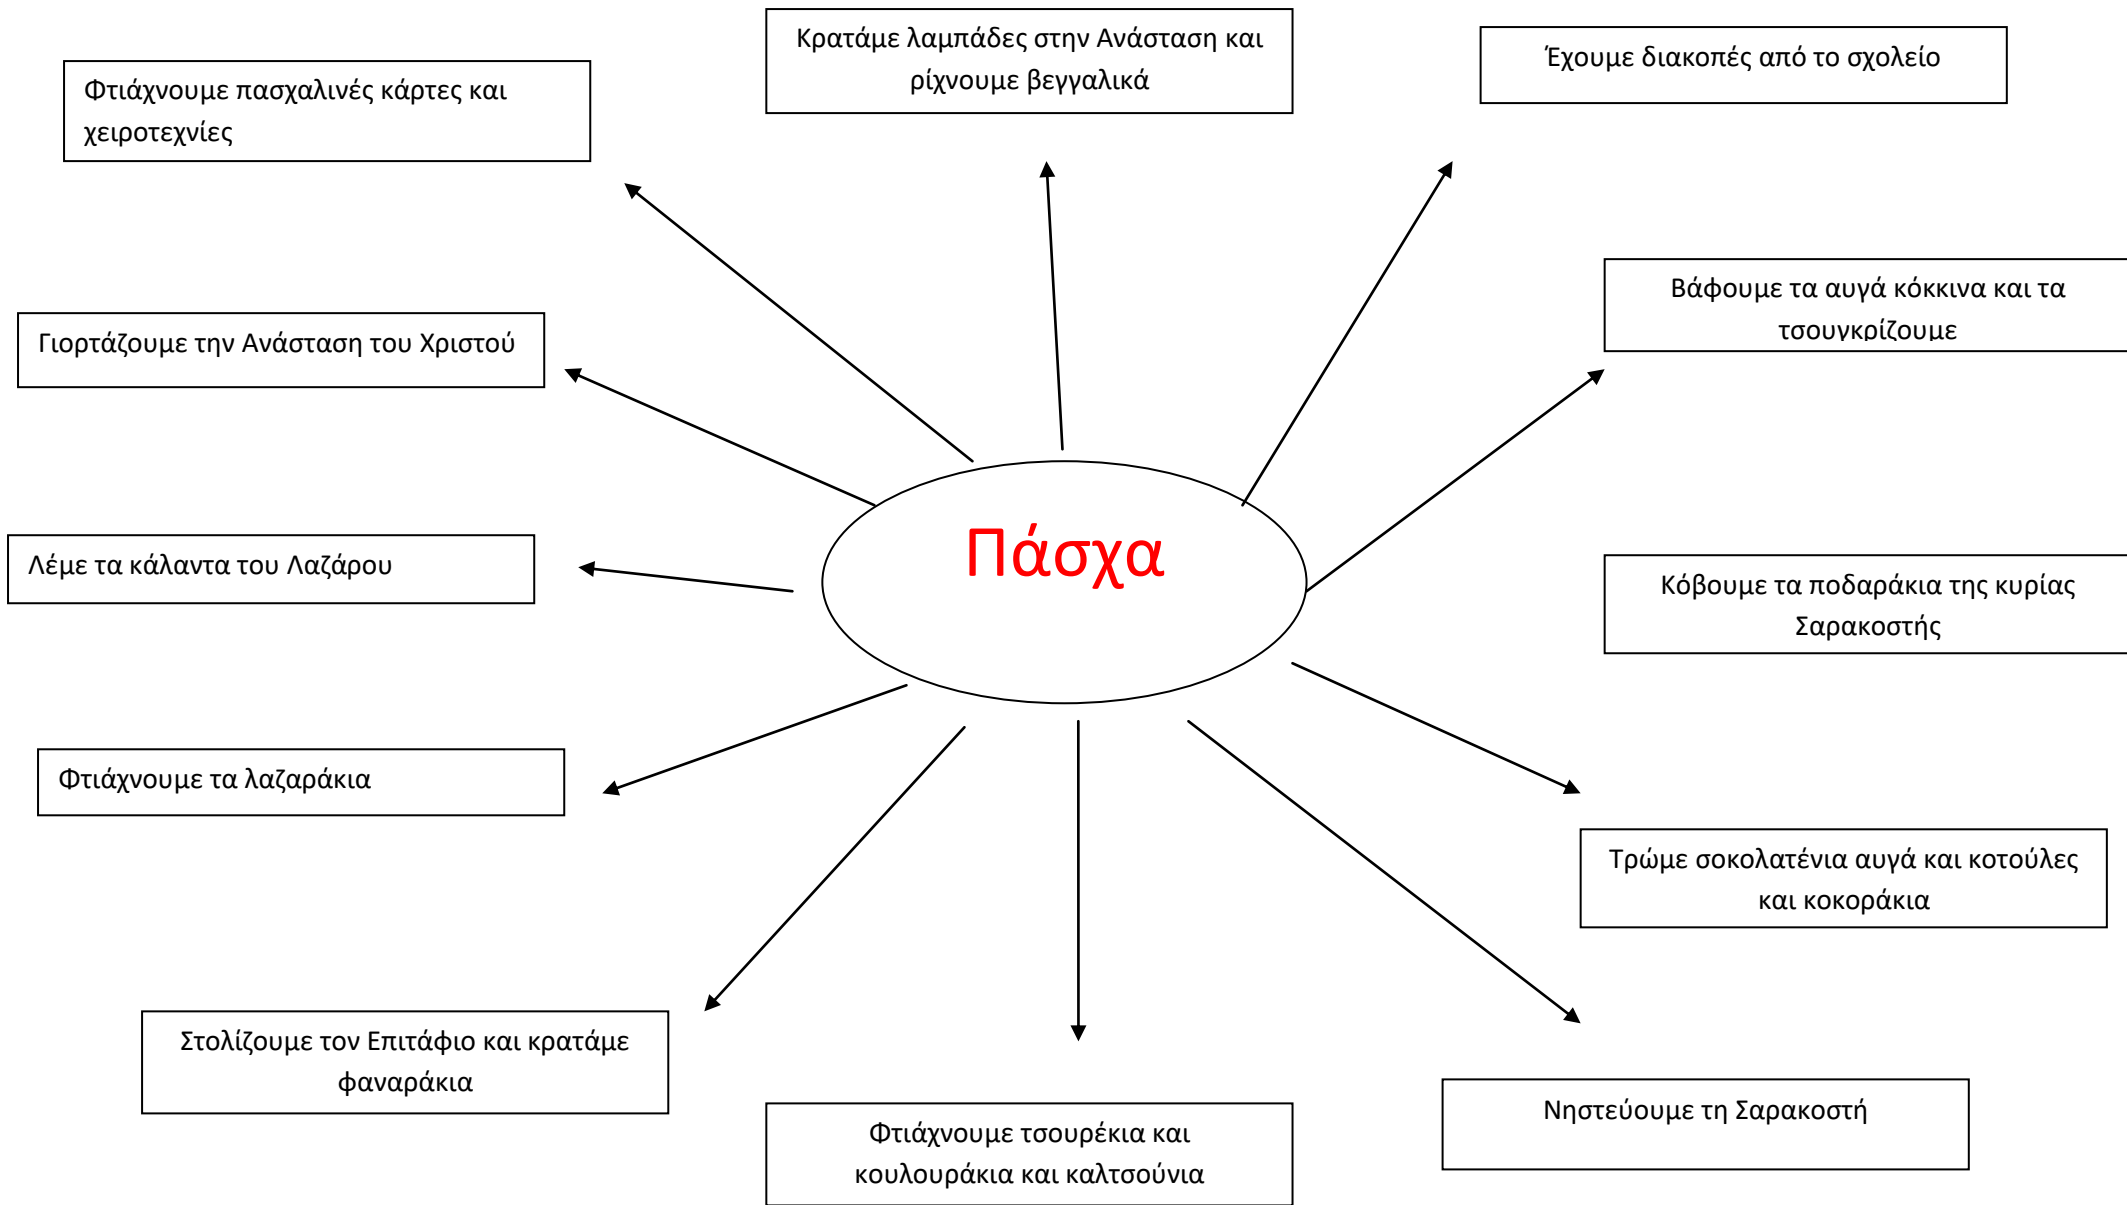 Κρατάμε λαμπάδες στην Ανάσταση και
ρίχνουμε βεγγαλικά
Έχουμε διακοπές από το σχολείο
Φτιάχνουμε πασχαλινές κάρτες και
χειροτεχνίες
Βάφουμε τα αυγά κόκκινα και τα
τσουγκρίζουμε
Γιορτάζουμε την Ανάσταση του Χριστού
Πάσχα
Λέμε τα κάλαντα του Λαζάρου
Κόβουμε τα ποδαράκια της κυρίας
Σαρακοστής
Φτιάχνουμε τα λαζαράκια
Τρώμε σοκολατένια αυγά και κοτούλες
και κοκοράκια
Στολίζουμε τον Επιτάφιο και κρατάμε
φαναράκια
Νηστεύουμε τη Σαρακοστή
Φτιάχνουμε τσουρέκια και
κουλουράκια και καλτσούνια